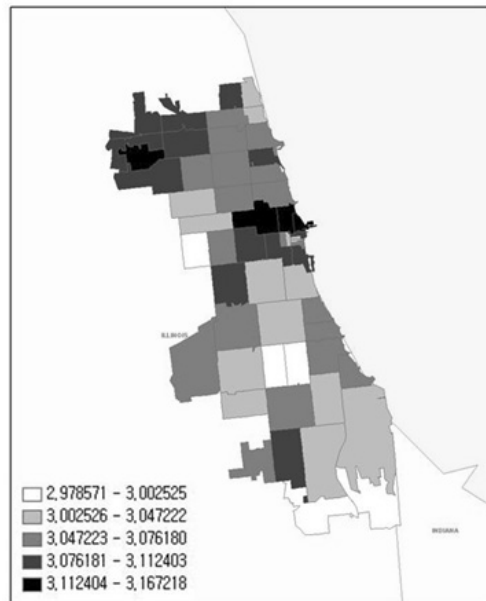 ILLINOIS
2,978571 - 3,002525
3,002526 - 3,047222
3,047223 - 3,076180
3,076181 - 3,112403
3,112404 - 3,167218
INDIANA